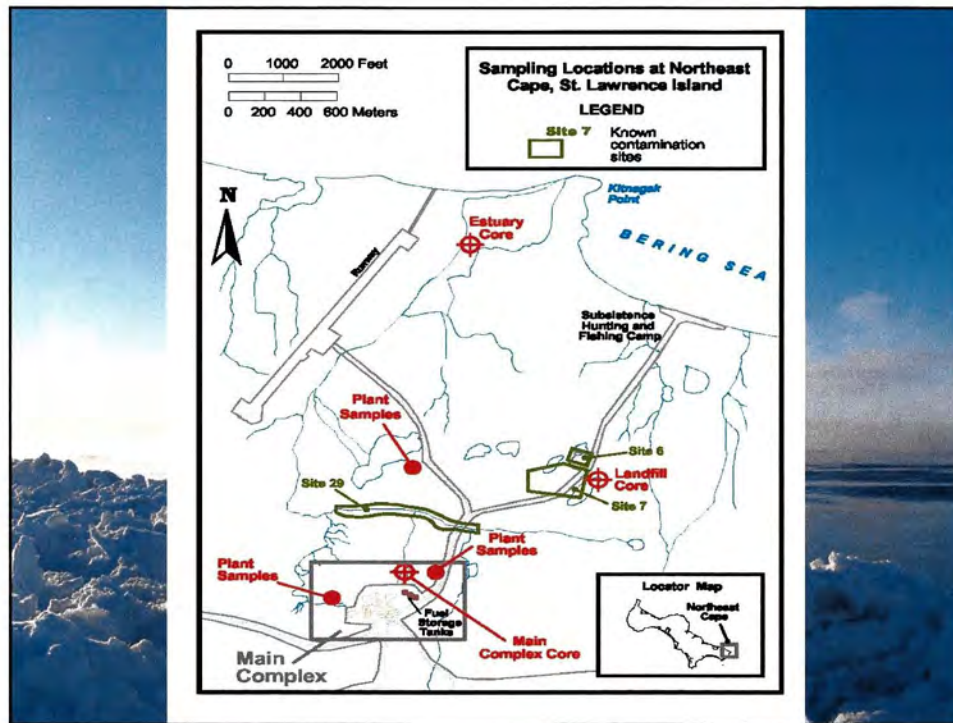 0 1000 2000 Feet
0 200 400 600 Meters
Sampling Locations at Northeast
Cape, St. Lawrence Island
LEGEND
Site 7
Known
contamination
sites
N
Kitnagak
Point
BERING SEA
Estuary
Core
Runway
Subsistence
Hunting and
Fishing Camp
Plant
Samples
Site 6
Landfill
Core
Site 7
Site 29
Plant
Samples
Plant
Samples
Fuel
Storage
Tanks
Main
Complex Core
Main
Complex
Locator Map
Northeast
Cape